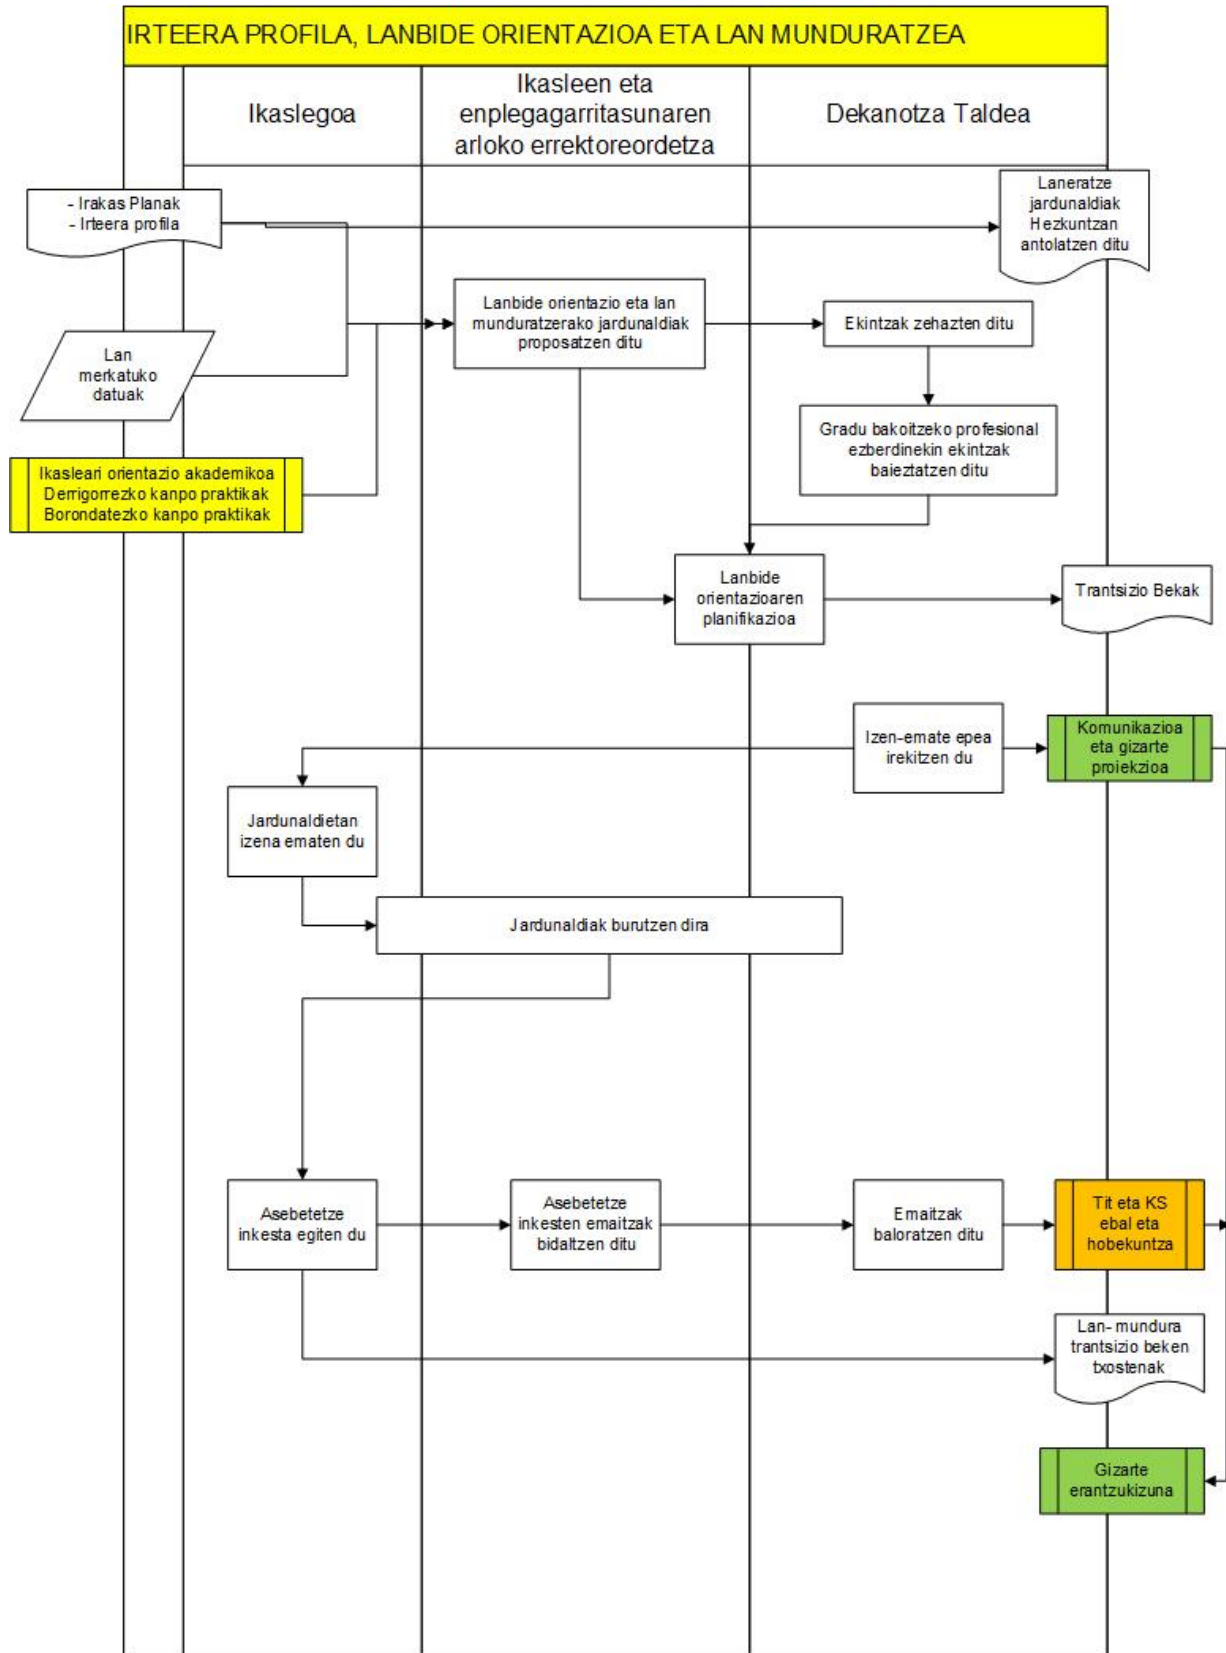 IRTEERA PROFILA, LANBIDE ORIENTAZIOA ETA LAN MUNDURATZEA
Ikaslegoa
Ikasleen eta
enplegagarritasunaren
arloko errektoreordetza
Dekanotza Taldea
- Irakas Planak
- Irteera profila
Laneratze
jardunaldiak
Hezkuntzan
antolatzen ditu
Lanbide orientazio eta lan
munduratzerako jardunaldiak
proposatzen ditu
Ekintzak zehazten ditu
Lan
merkatuko
datuak
Gradu bakoitzeko profesional
ezberdinekin ekintzak
baieztatzen ditu
Ikasleari orientazio akademikoa
Derrigorrezko kanpo praktikak
Borondatezko kanpo praktikak
Lanbide
orientazioaren
planifikazioa
Trantsizio Bekak
Izen-emate epea
irekitzen du
Komunikazioa
eta gizarte
proiekzioa
Jardunaldietan
izena ematen du
Jardunaldiak burutzen dira
Asebetetze
inkesta egiten du
Asebetetze
inkesten emaitzak
bidaltzen ditu
Emaitzak
baloratzen ditu
Tit eta KS
ebal eta
hobekuntza
Lan- mundura
trantsizio beken
txostenak
Gizarte
erantzukizuna